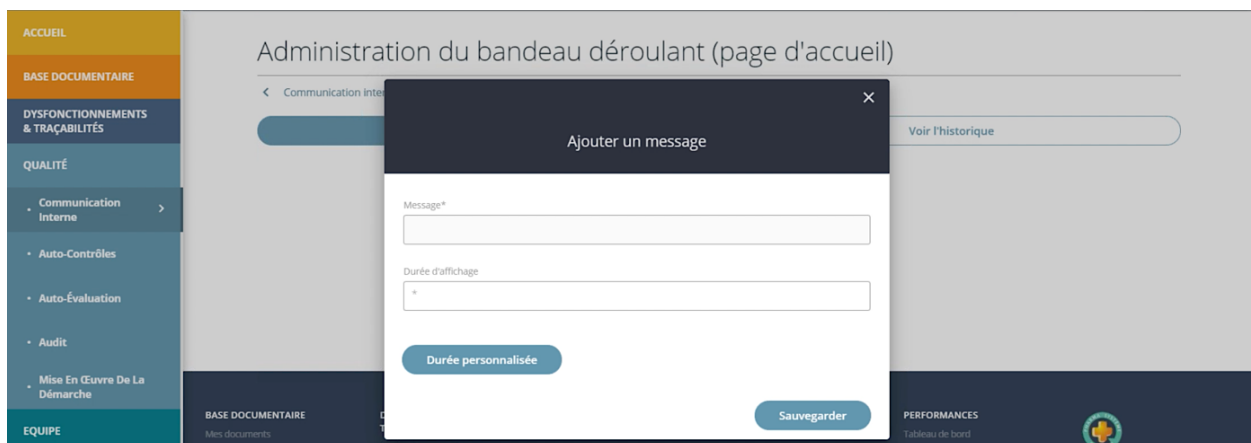 ACCUEIL
BASE DOCUMENTAIRE
DYSFONCTIONNEMENTS
& TRAÇABILITÉS
QUALITÉ
Communication
Interne
Auto-Contrôles
Auto-Évaluation
Audit
Mise En Œuvre De La
Démarche
EQUIPE
Administration du bandeau déroulant (page d'accueil)
Communication inte
Voir l'historique
Ajouter un message
Message*
Durée d'affichage
*
Durée personnalisée
Sauvegarder
BASE DOCUMENTAIRE
Mes documents
PERFORMANCES
Tableau de bord